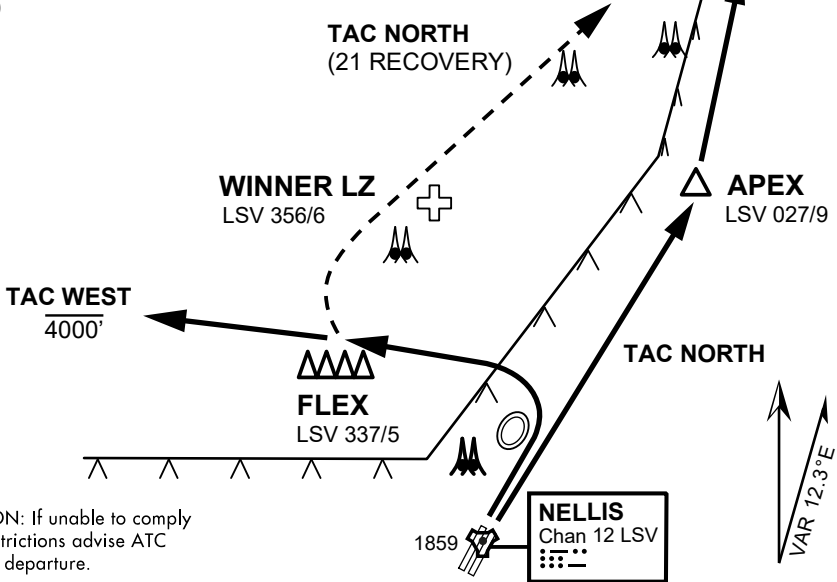 TAC NORTH
(21 RECOVERY)
WINNER LZ
LSV 356/6
APEX
LSV 027/9
TAC WEST
4000’
TAC NORTH
FLEX
LSV 337/5
VAR 12.3°E
ON: If unable to comply
trictions advise ATC
departure.
1859
NELLIS
Chan 12 LSV